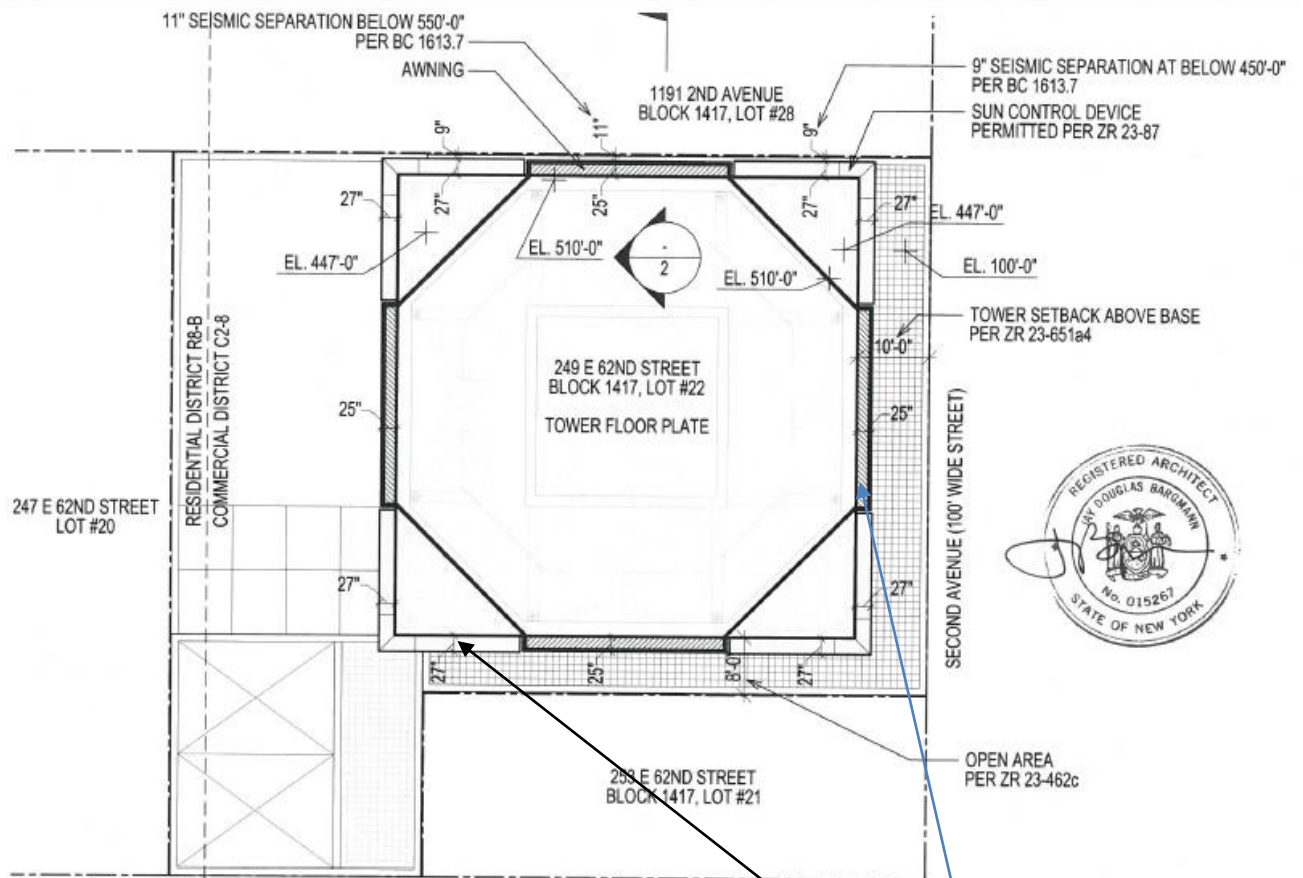 11" SEISMIC SEPARATION BELOW 550'-0"
PER BC 1613.7
AWNING
1191 2ND AVENUE
BLOCK 1417, LOT #28
9" SEISMIC SEPARATION AT BELOW 450'-0"
PER BC 1613.7
SUN CONTROL DEVICE
PERMITTED PER ZR 23-87
9"
11"
9"
27"
27"
25"
27"
27"
EL. 447'-0"
EL. 510'-0"
-
2
EL. 447'-0"
EL. 510'-0"
EL. 100'-0"
TOWER SETBACK ABOVE BASE
PER ZR 23-651a4
10'-0"
249 E 62ND STREET
BLOCK 1417, LOT #22
TOWER FLOOR PLATE
25"
25"
RESIDENTIAL DISTRICT R8-B
COMMERCIAL DISTRICT C2-8
247 E 62ND STREET
LOT #20
SECOND AVENUE (100' WIDE STREET)
REGISTERED ARCHITECT
JAY DOUGLAS BARGMANN
No. 015267
STATE OF NEW YORK
27"
27"
27"
25"
8'-0"
27"
OPEN AREA
PER ZR 23-462c
253 E 62ND STREET
BLOCK 1417, LOT #21